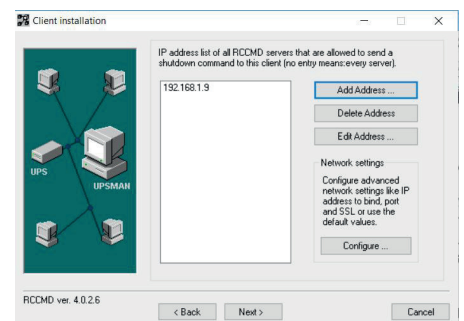 Client installation
IP address list of all RCCMD servers that are allowed to send a
shutdown command to this client (no entry means:every server).
192.168.1.9
Add Address ...
Delete Address
Edit Address ...
Network settings
Configure advanced
network settings like IP
address to bind, port
and SSL or use the
default values.
Configure ...
UPS
UPSMAN
RCCMD ver. 4.0.2.6
< Back
Next >
Cancel